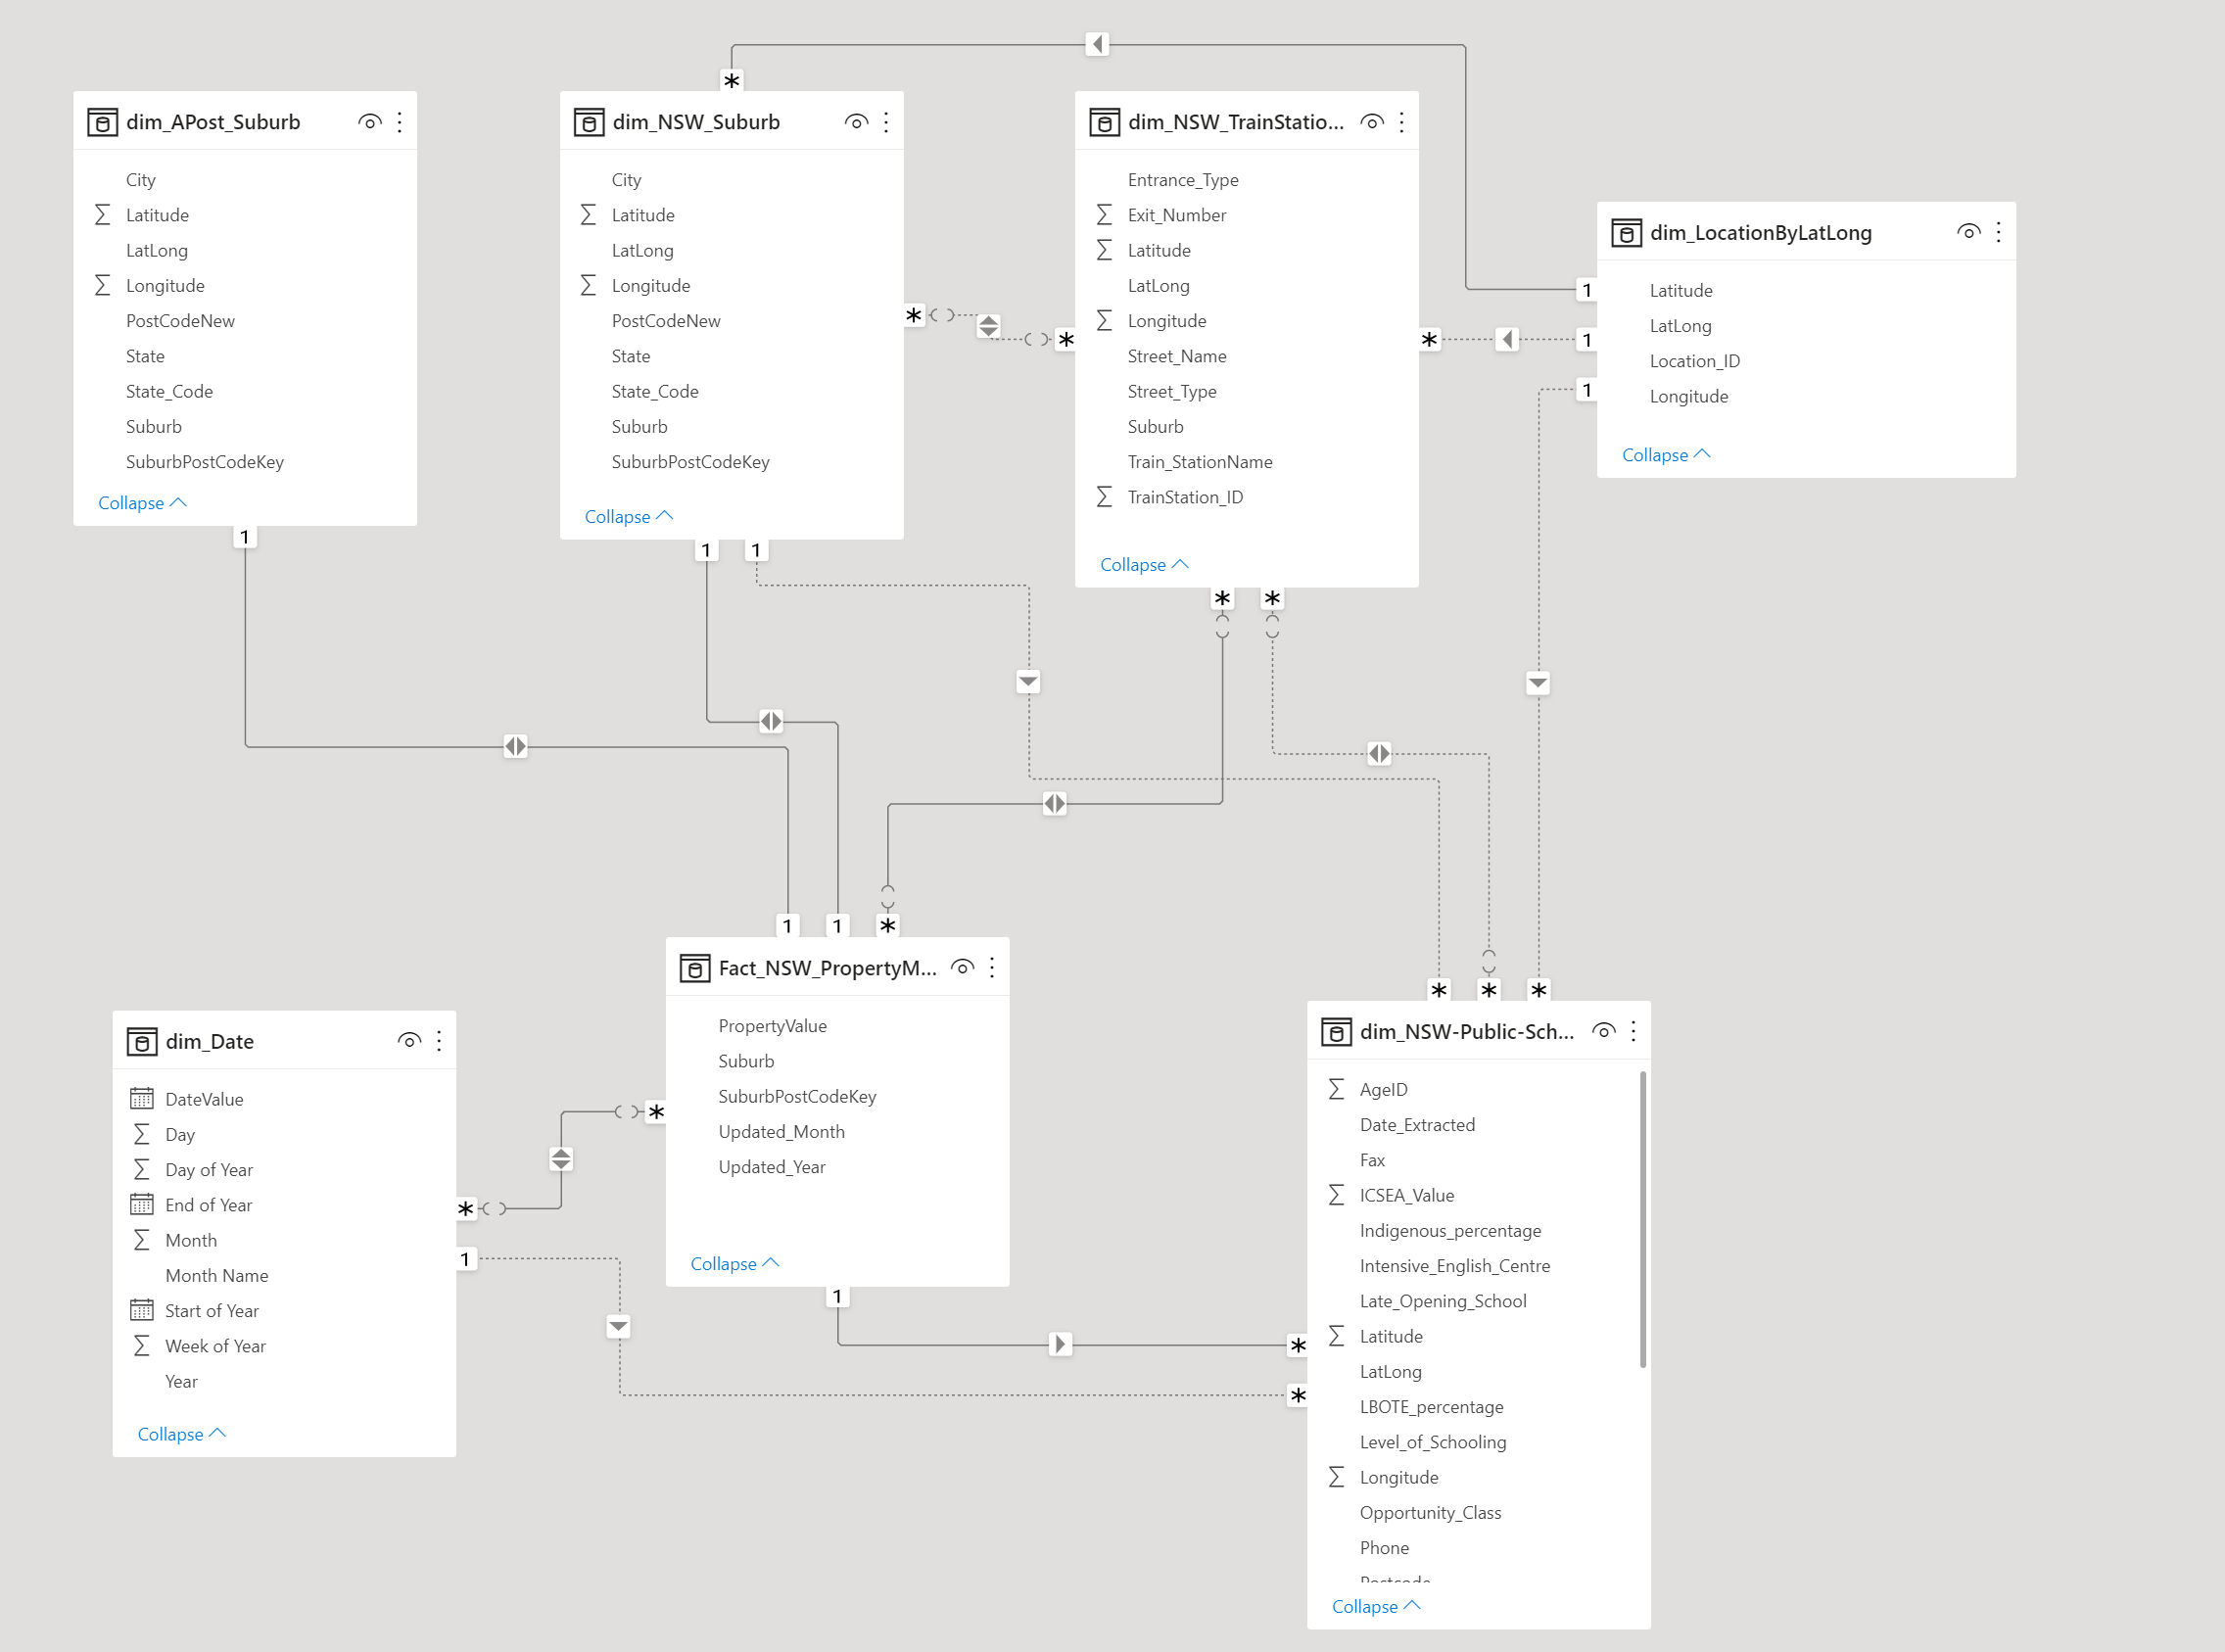 dim_APost_Suburb
City
Latitude
LatLong
Longitude
PostCodeNew
State
State_Code
Suburb
SuburbPostCodeKey
Collapse
1
*
dim_NSW_Suburb
City
Latitude
LatLong
Longitude
PostCodeNew
State
State_Code
Suburb
SuburbPostCodeKey
Collapse
*
1
1
dim_NSW_TrainStatio...
Entrance_Type
Exit_Number
Latitude
LatLong
Longitude
Street_Name
Street_Type
Suburb
Train_StationName
TrainStation_ID
Collapse
*
*
*
*
dim_LocationByLatLong
Latitude
LatLong
Location_ID
Longitude
Collapse
1
1
1
1
1
*
Fact_NSW_PropertyM...
PropertyValue
Suburb
SuburbPostCodeKey
Updated_Month
Updated_Year
Collapse
*
1
dim_Date
DateValue
Day
Day of Year
End of Year
Month
Month Name
Start of Year
Week of Year
Year
Collapse
*
1
*
*
*
dim_NSW-Public-Sch...
AgeID
Date_Extracted
Fax
ICSEA_Value
Indigenous_percentage
Intensive_English_Centre
Late_Opening_School
Latitude
LatLong
LBOTE_percentage
Level_of_Schooling
Longitude
Opportunity_Class
Phone
Collapse
*
*